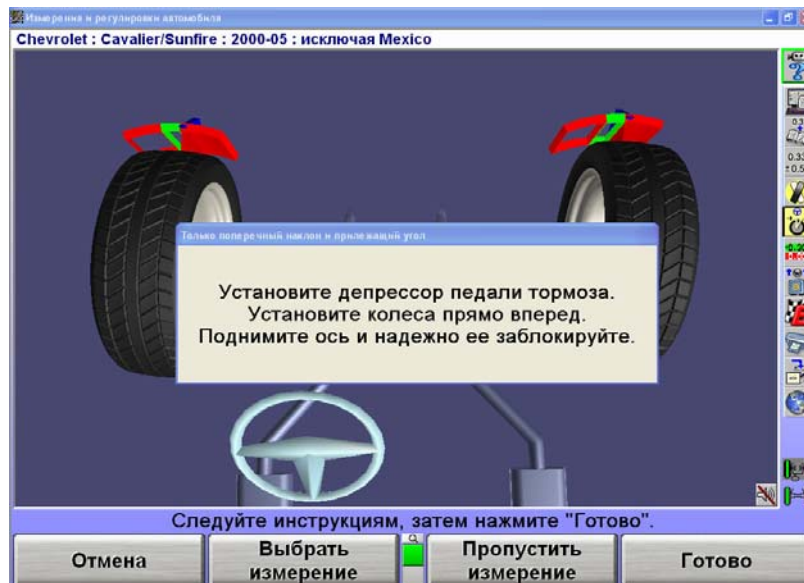 Измерения и регулировки автомобиля
Chevrolet : Cavalier/Sunfire : 2000-05 : исключая Mexico
Только поперечный наклон и прилежащий угол
Установите депрессор педали тормоза.
Установите колеса прямо вперед.
Поднимите ось и надежно ее заблокируйте.
Следуйте инструкциям, затем нажмите "Готово".
Отмена
Выбрать
измерение
Пропустить
измерение
Готово